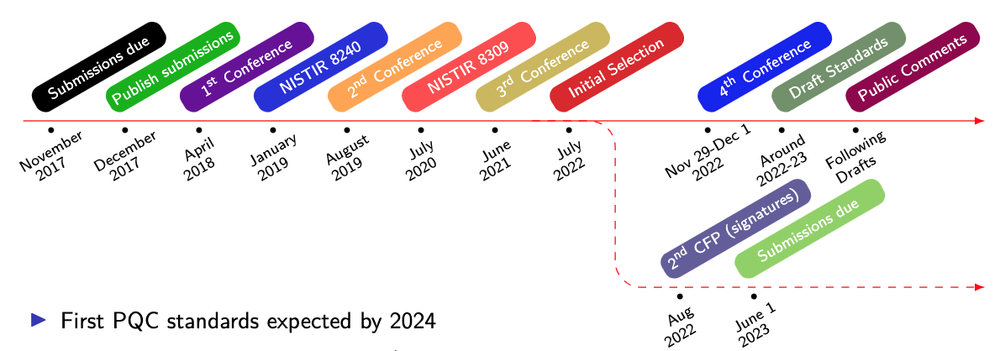 Submissions due
Publish submissions
1st Conference
NISTIR 8240
2nd Conference
NISTIR 8309
3rd Conference
Initial Selection
4th Conference
Draft Standards
Public Comments
November
2017
December
2017
April
2018
January
2019
August
2019
July
2020
June
2021
July
2022
Nov 29-Dec 1
2022
Around
2022-23
Following
Drafts
2nd CFP (signatures)
Submissions due
Aug
2022
June 1
2023
First PQC standards expected by 2024